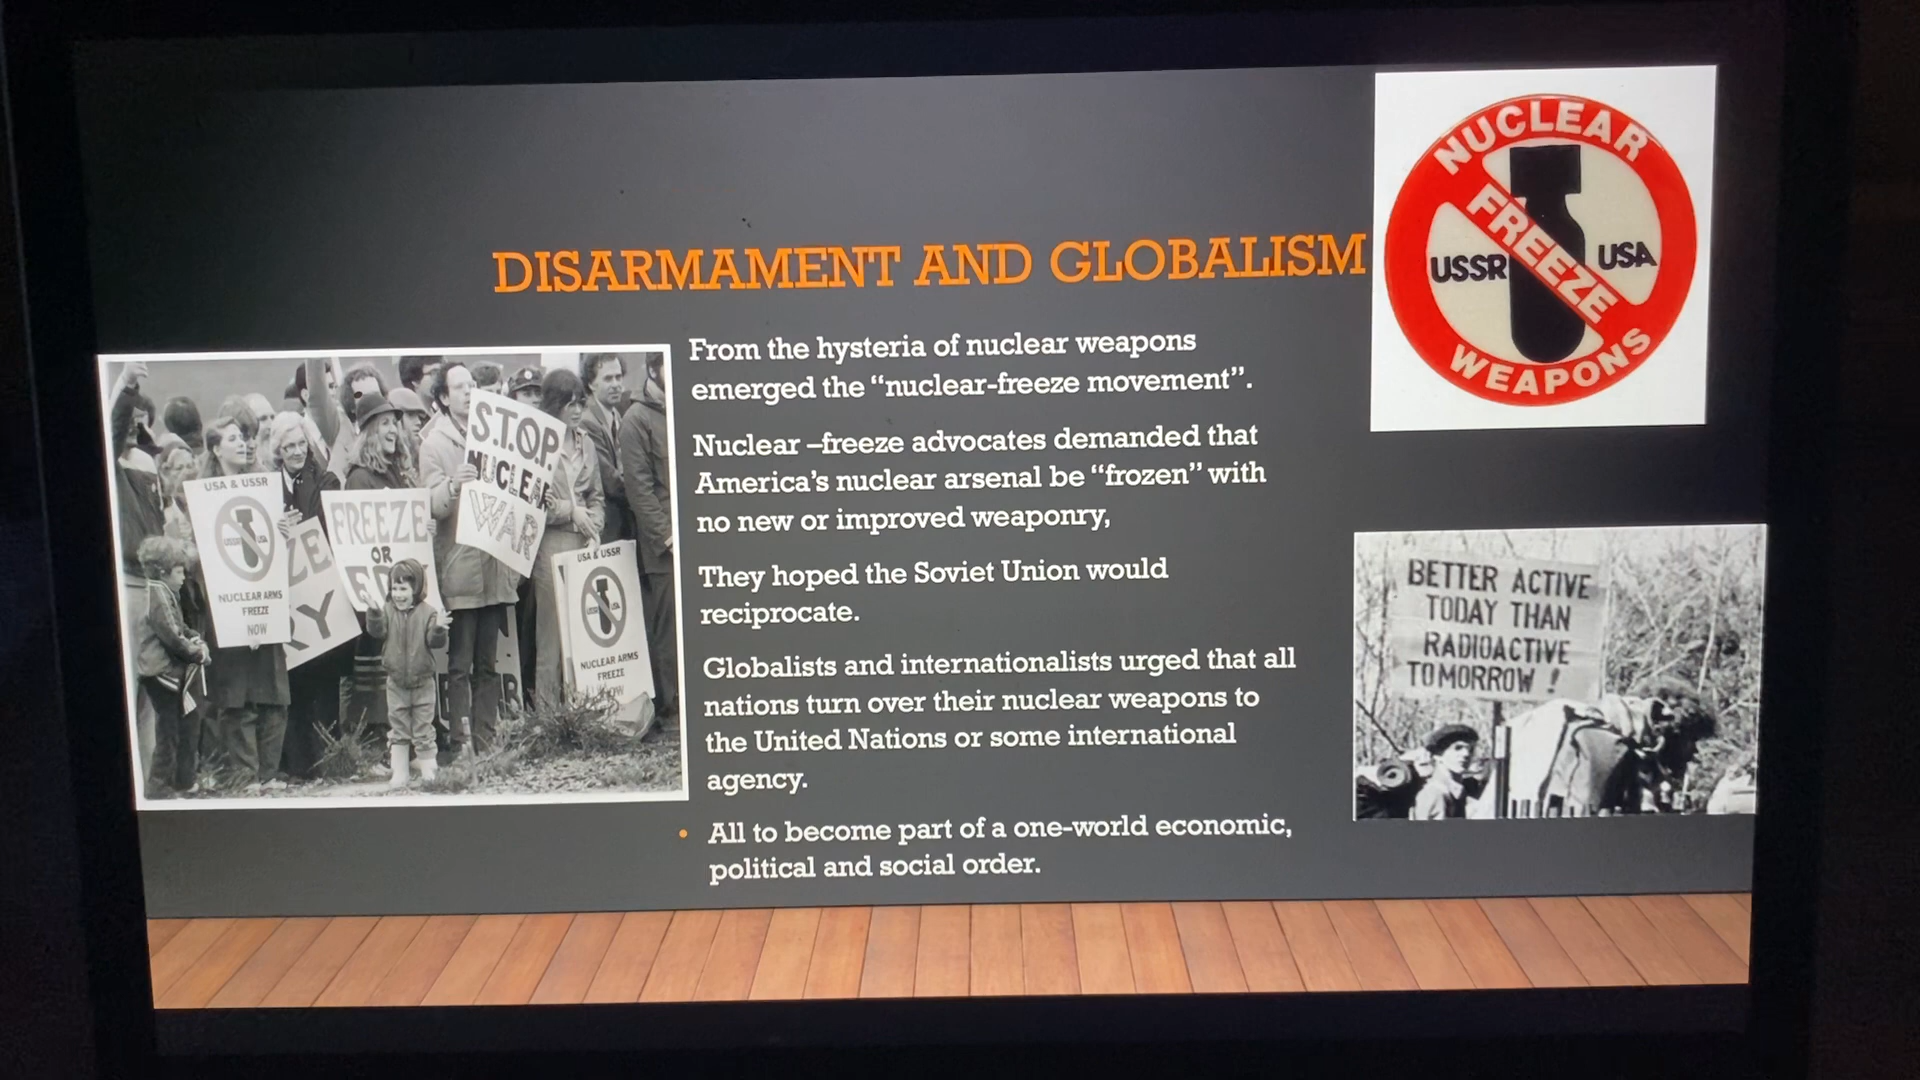 DISARMAMENT AND GLOBALISM
From the hysteria of nuclear weapons
emerged the “nuclear-freeze movement”.
Nuclear –freeze advocates demanded that
America’s nuclear arsenal be “frozen” with
no new or improved weaponry,
They hoped the Soviet Union would
reciprocate.
Globalists and internationalists urged that all
nations turn over their nuclear weapons to
the United Nations or some international
agency.
• All to become part of a one-world economic,
political and social order.
NUCLEAR
FREEZE
USSR
USA
WEAPONS
USA & USSR
USSR USA
NUCLEAR ARMS
FREEZE
NOW
FREEZE
OR
S.T.O.P.
NUCLEAR
WAR
USA & USSR
USSR USA
NUCLEAR ARMS
FREEZE
NOW
BETTER ACTIVE
TODAY THAN
RADIOACTIVE
TOMORROW !